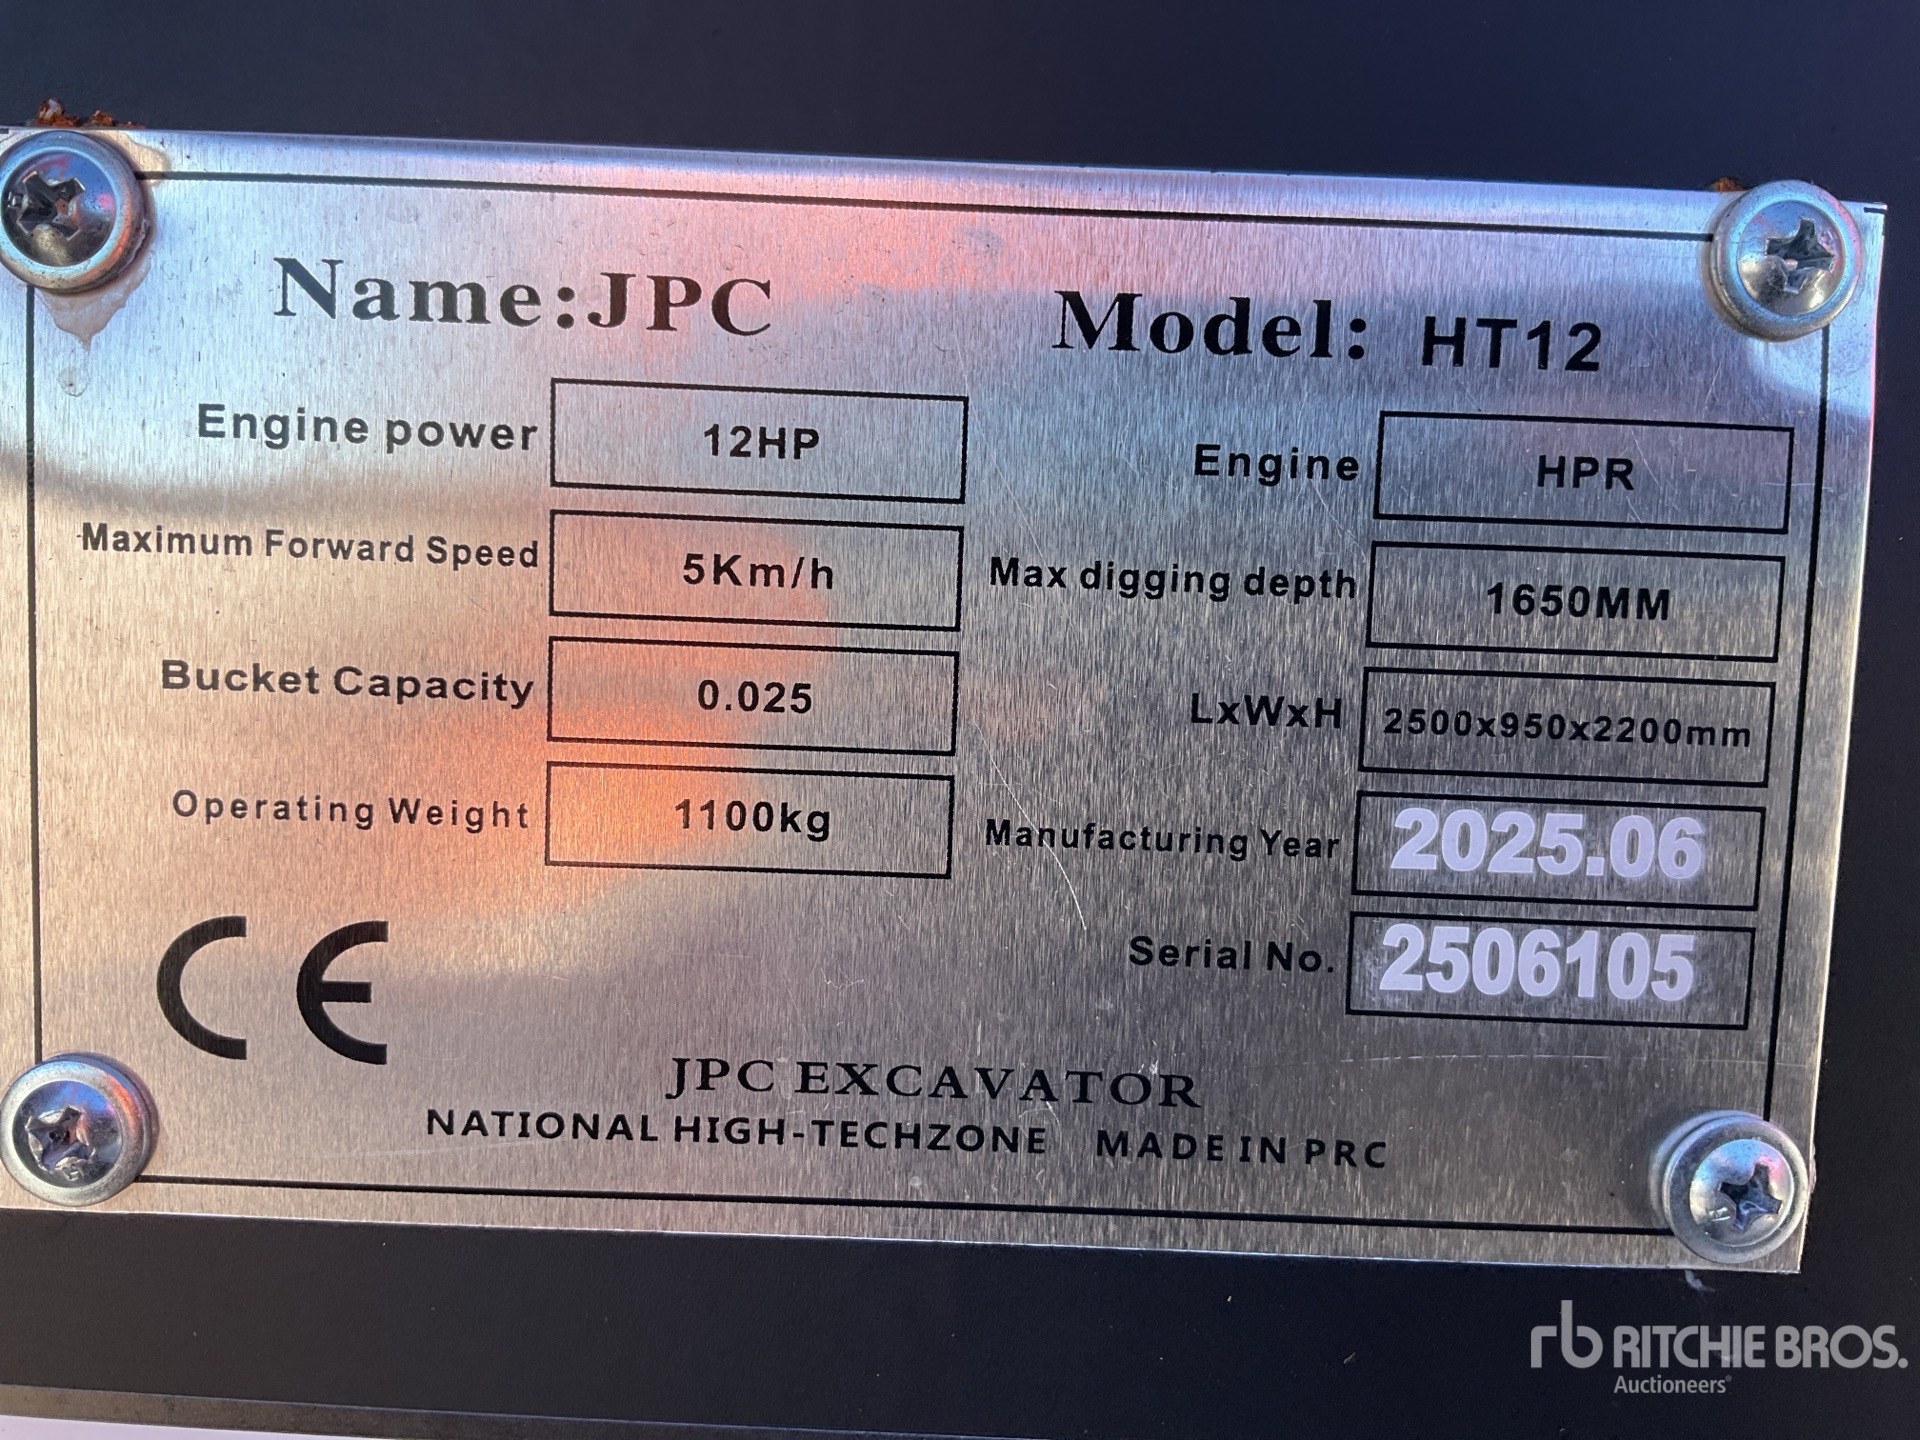 Name:JPC Model: HT12
Engine power 12HP Engine HPR
Maximum Forward Speed 5Km/h Max digging depth 1650MM
Bucket Capacity 0.025 LxWxH 2500x950x2200mm
Operating Weight 1100kg Manufacturing Year 2025.06
Serial No. 2506105
CE
JPC EXCAVATOR
NATIONAL HIGH-TECHZONE MADE IN PRC
rb RITCHIE BROS.
Auctioneers®